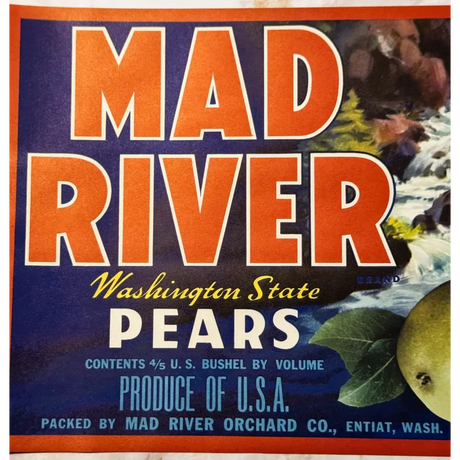 MAD
RIVER
BRAND
Washington State
PEARS
CONTENTS 4/5 U. S. BUSHEL BY VOLUME
PRODUCE OF U.S.A.
PACKED BY MAD RIVER ORCHARD CO., ENTIAT, WASH.